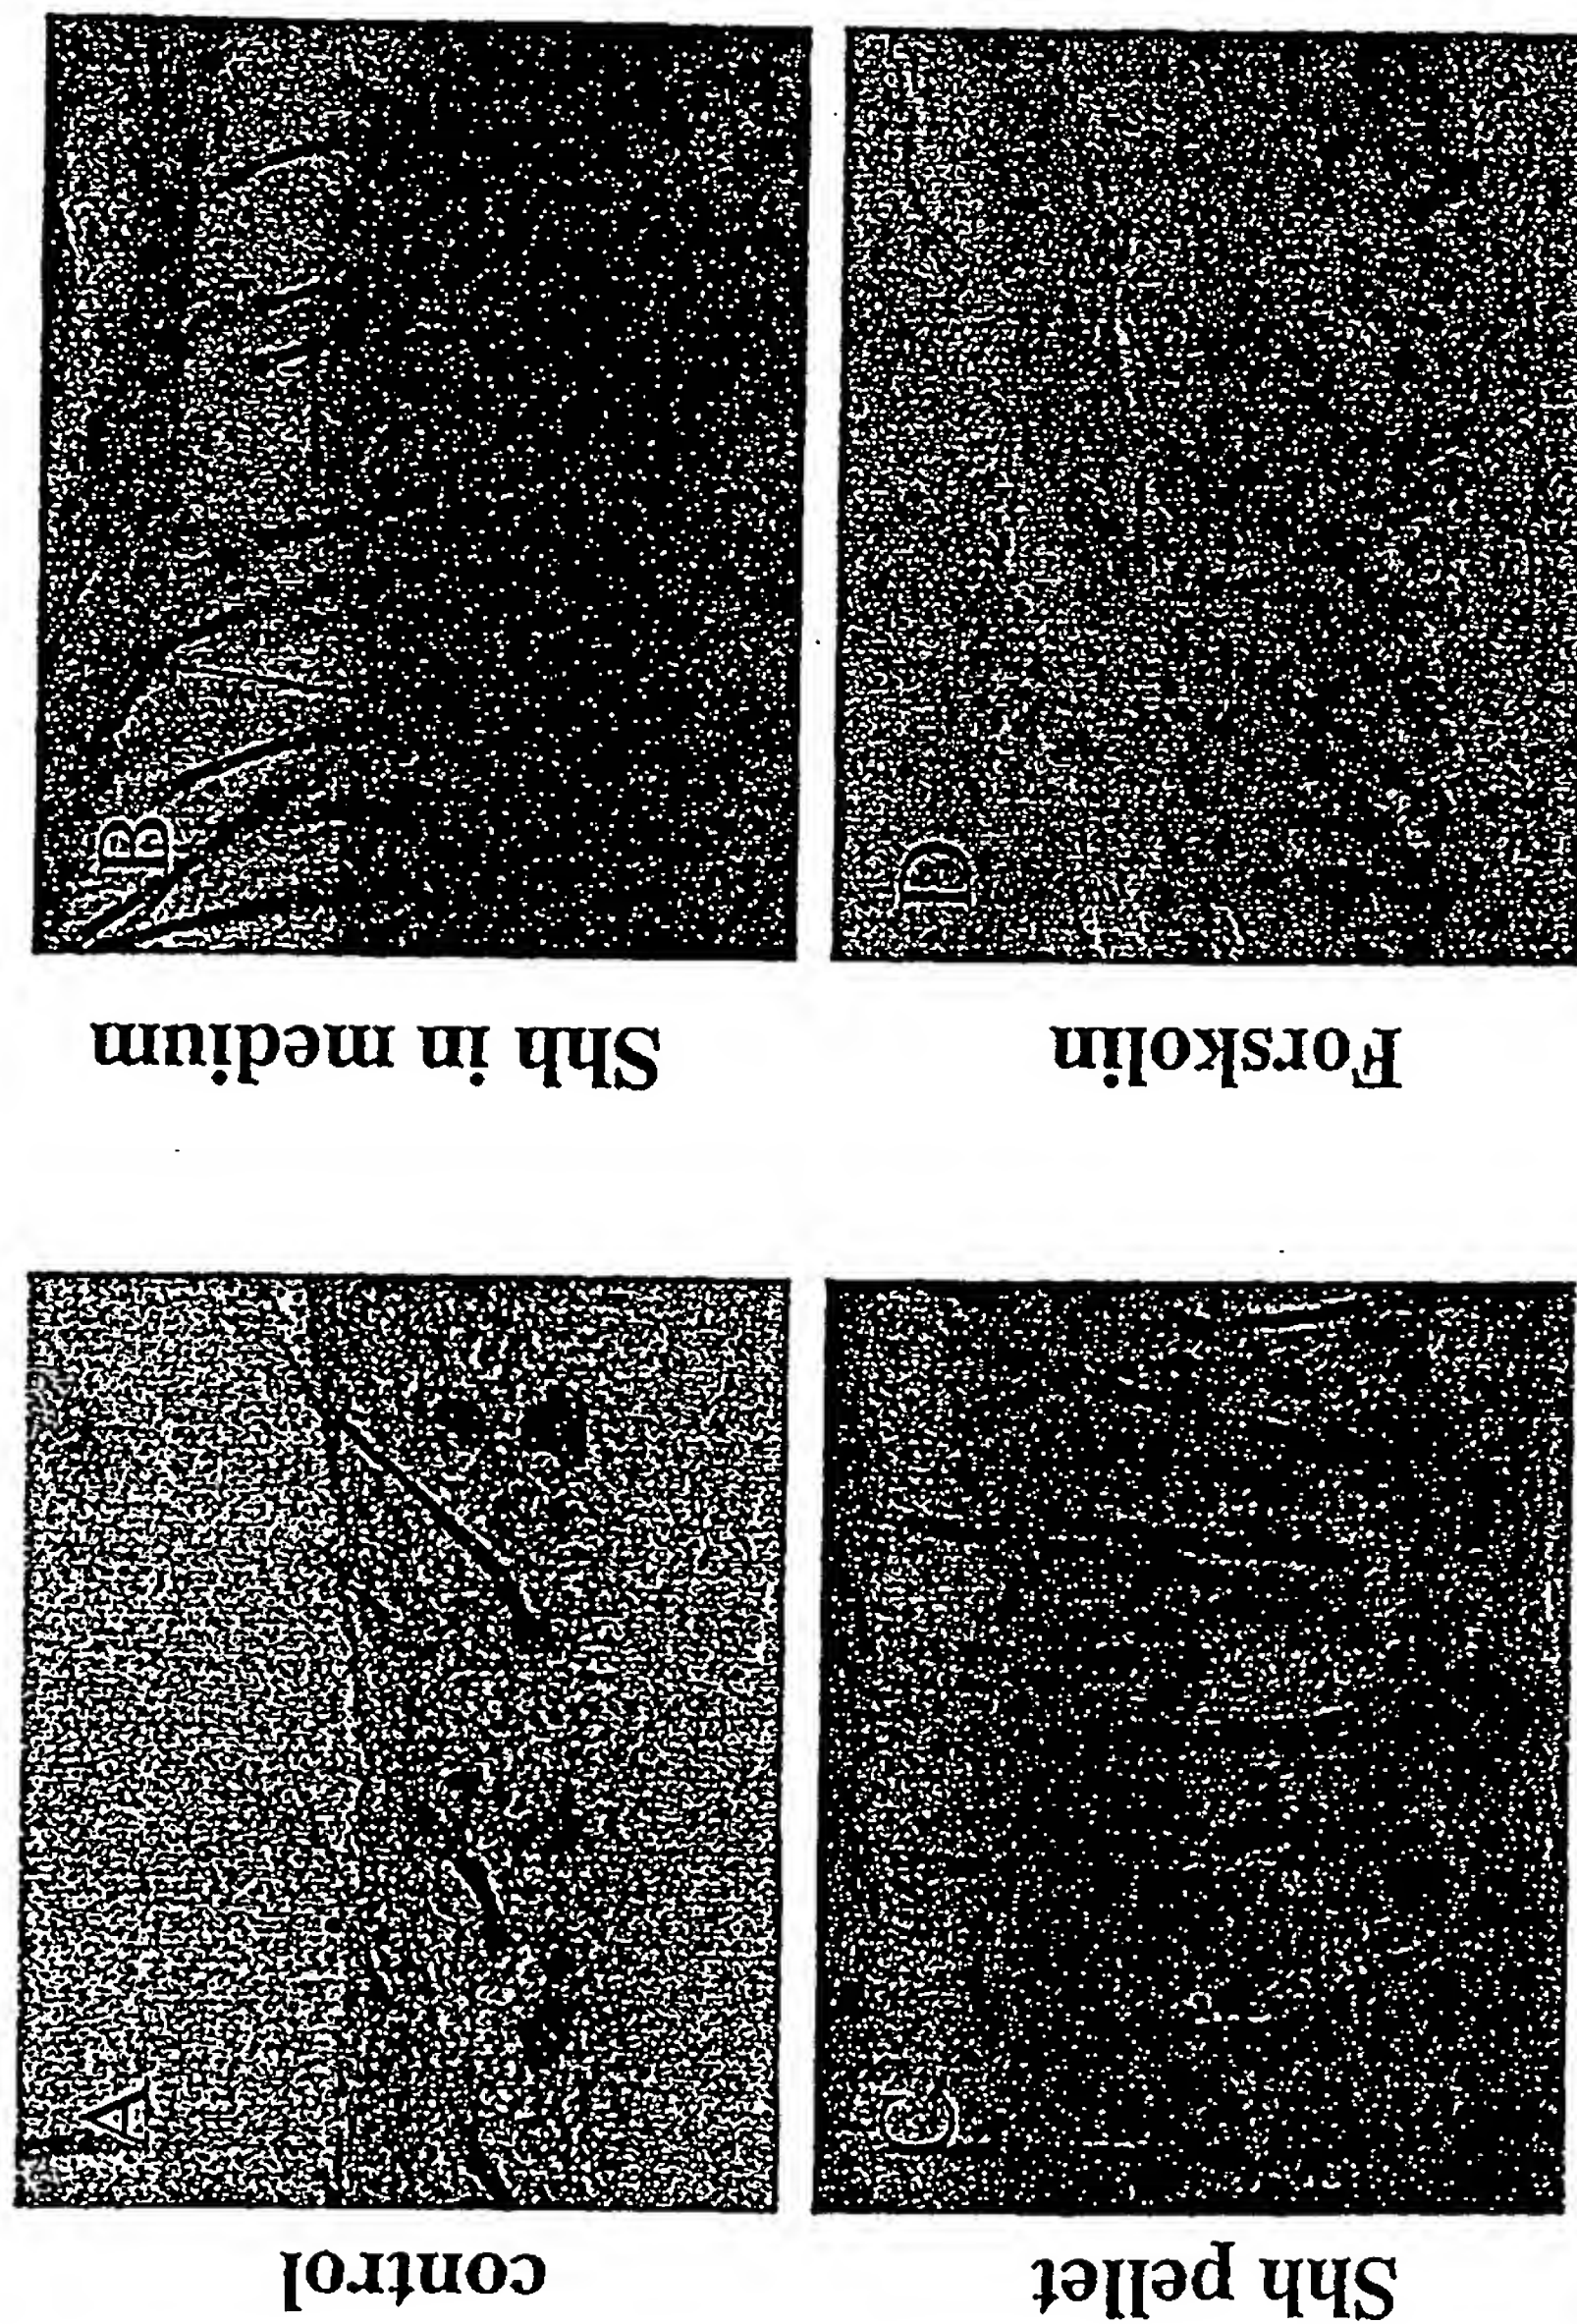 control
A
Shh in medium
B
Shh pellet
C
Forskolin
D